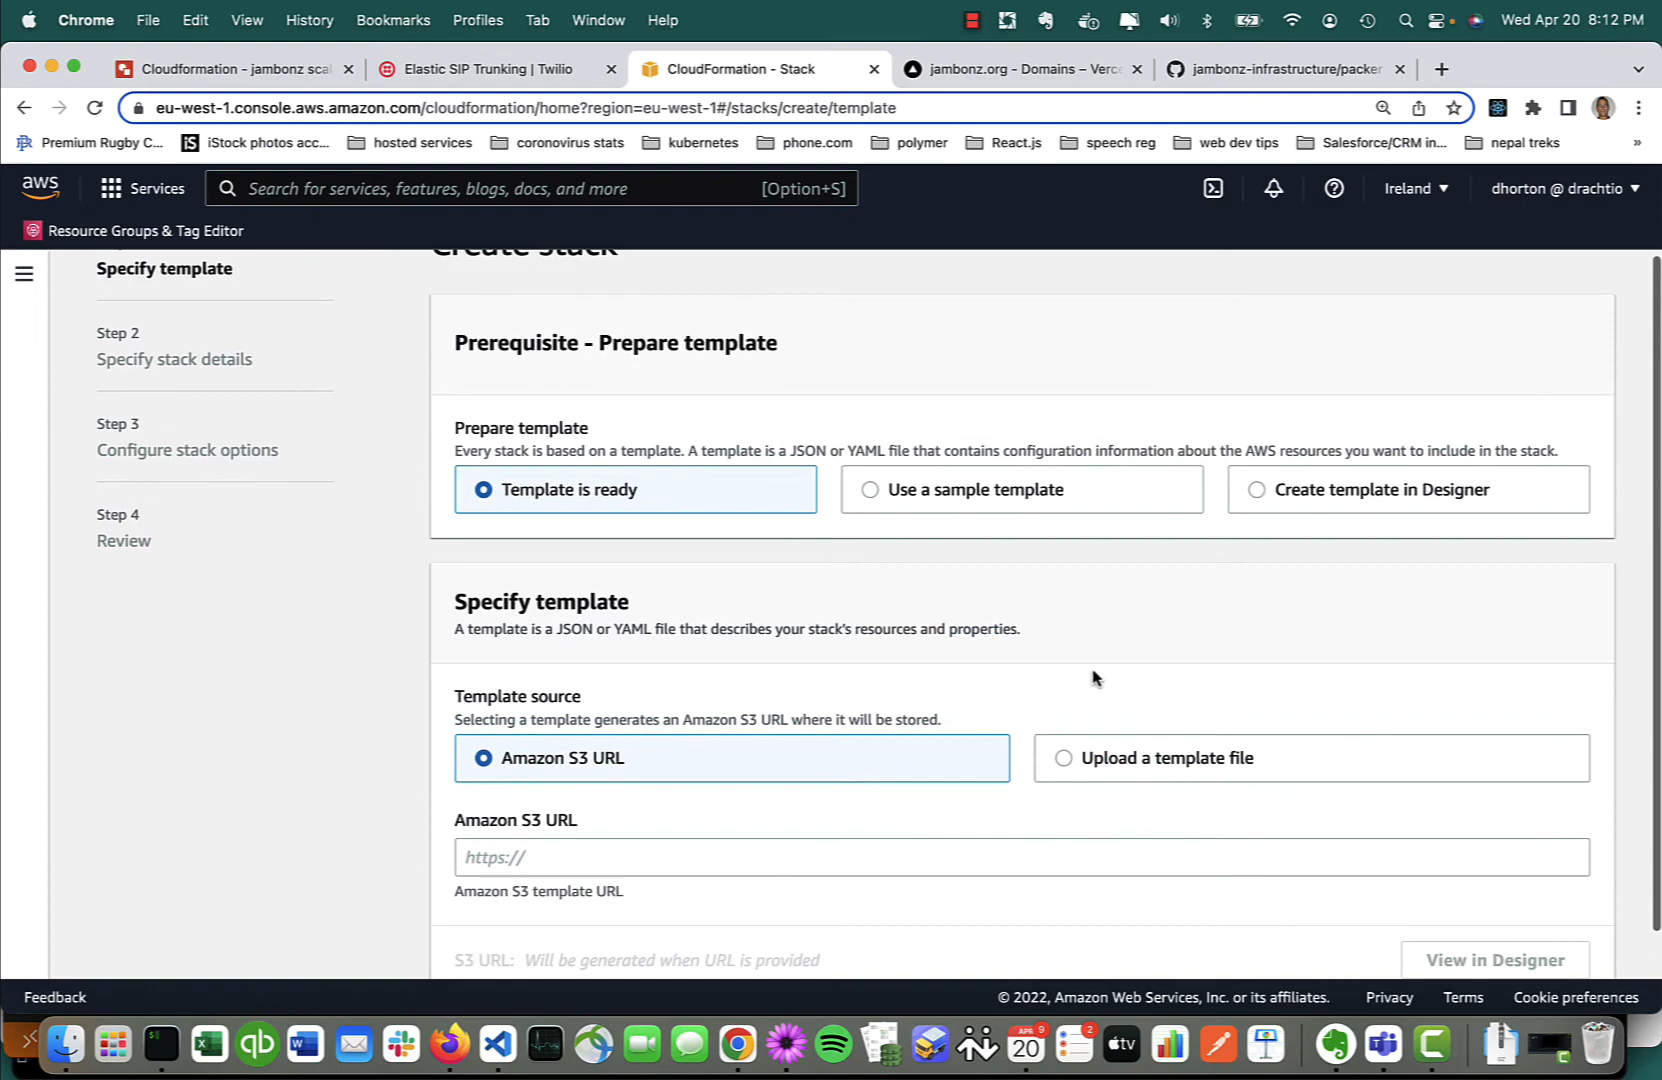 Chrome File Edit View History Bookmarks Profiles Tab Window Help Wed Apr 20 8:12 PM
Cloudformation - jambonz scal Elastic SIP Trunking | Twilio CloudFormation - Stack jambonz.org - Domains – Verce jambonz-infrastructure/packer
eu-west-1.console.aws.amazon.com/cloudformation/home?region=eu-west-1#/stacks/create/template
Premium Rugby C... iS iStock photos acc... hosted services coronovirus stats kubernetes phone.com polymer React.js speech reg web dev tips Salesforce/CRM in... nepal treks »
aws Services Search for services, features, blogs, docs, and more [Option+S] Ireland dhorton @ drachtio
Resource Groups & Tag Editor
Create stack
Specify template
Step 2
Specify stack details
Step 3
Configure stack options
Step 4
Review
Prerequisite - Prepare template
Prepare template
Every stack is based on a template. A template is a JSON or YAML file that contains configuration information about the AWS resources you want to include in the stack.
Template is ready Use a sample template Create template in Designer
Specify template
A template is a JSON or YAML file that describes your stack's resources and properties.
Template source
Selecting a template generates an Amazon S3 URL where it will be stored.
Amazon S3 URL Upload a template file
Amazon S3 URL
https://
Amazon S3 template URL
S3 URL: Will be generated when URL is provided View in Designer
Feedback © 2022, Amazon Web Services, Inc. or its affiliates. Privacy Terms Cookie preferences
qb APR 20 9 2 tv